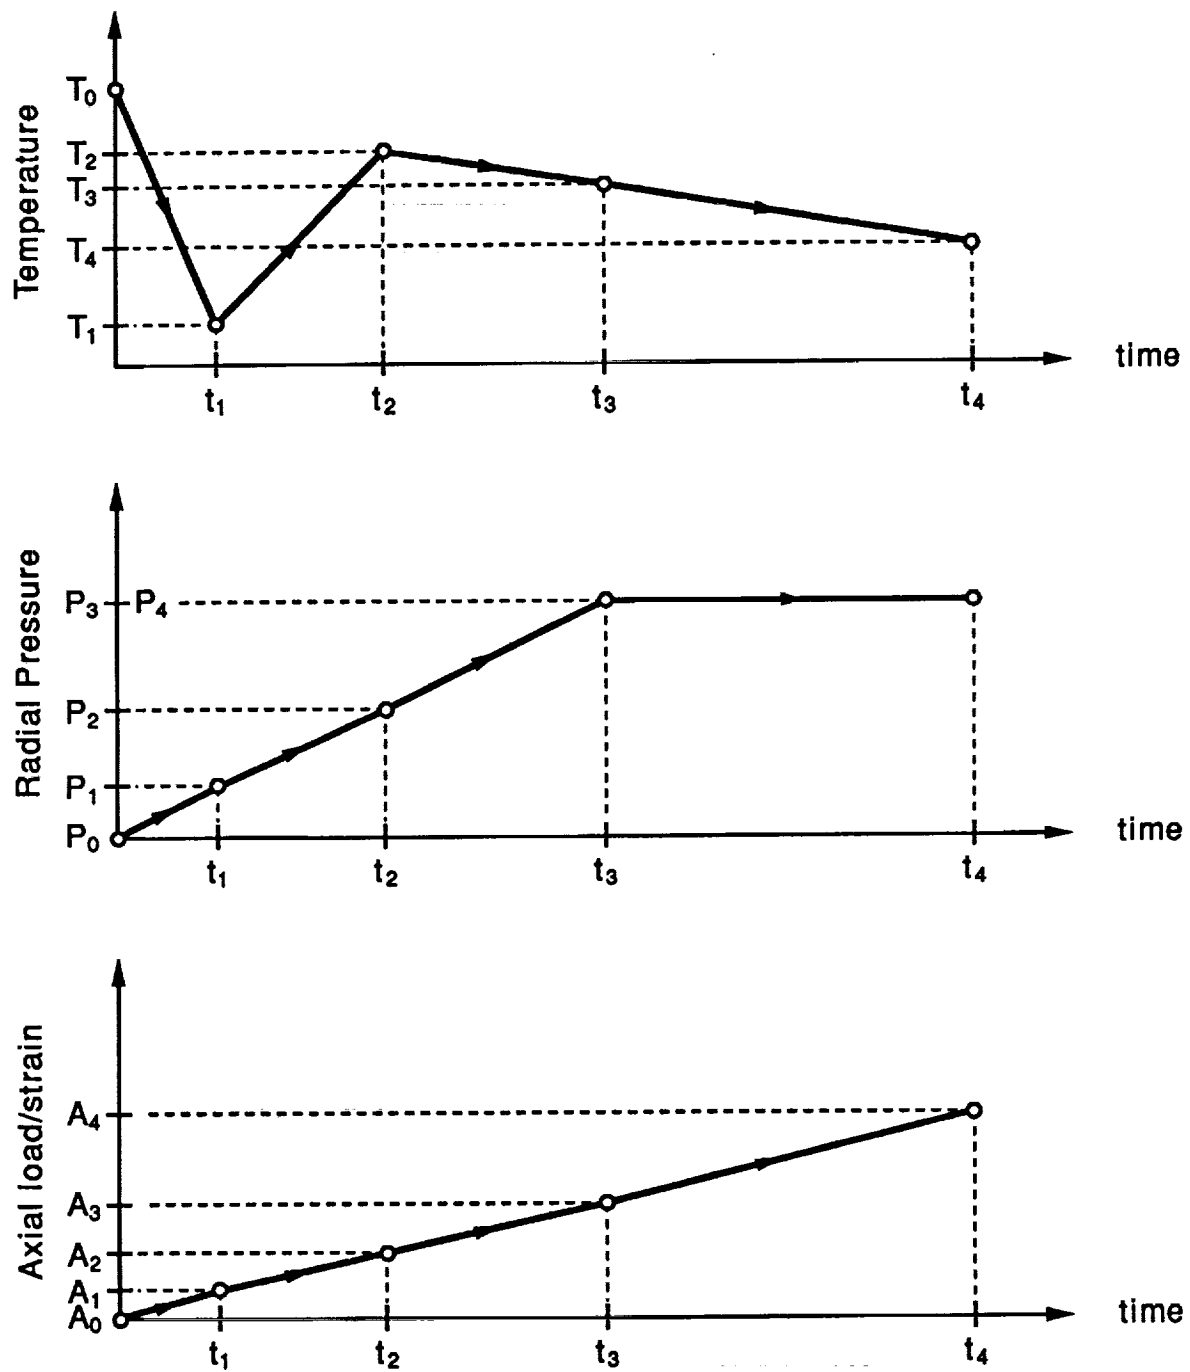 Temperature
T₀
T₂
T₃
T₄
T₁
time
t₁ t₂ t₃ t₄
Radial Pressure
P₃ P₄
P₂
P₁
P₀
time
t₁ t₂ t₃ t₄
Axial load/strain
A₄
A₃
A₂
A₁
A₀
time
t₁ t₂ t₃ t₄